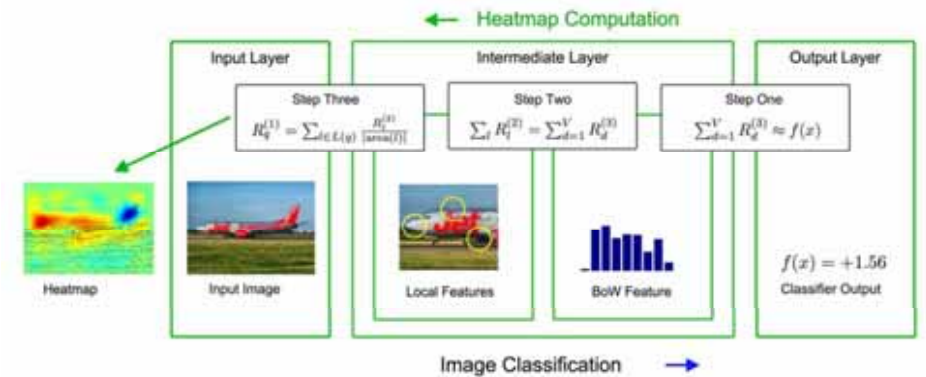 ← Heatmap Computation
Input Layer
Intermediate Layer
Output Layer
Step Three
R_q^{(1)} = \sum_{l \in L(q)} \frac{R_l^{(2)}}{|area(l)|}
Step Two
\sum_l R_l^{(2)} = \sum_{d=1}^{V} R_d^{(3)}
Step One
\sum_{d=1}^{V} R_d^{(3)} ≈ f(x)
Jet
f(x) = +1.56
Heatmap
Input Image
Local Features
BoW Feature
Classifier Output
Image Classification →